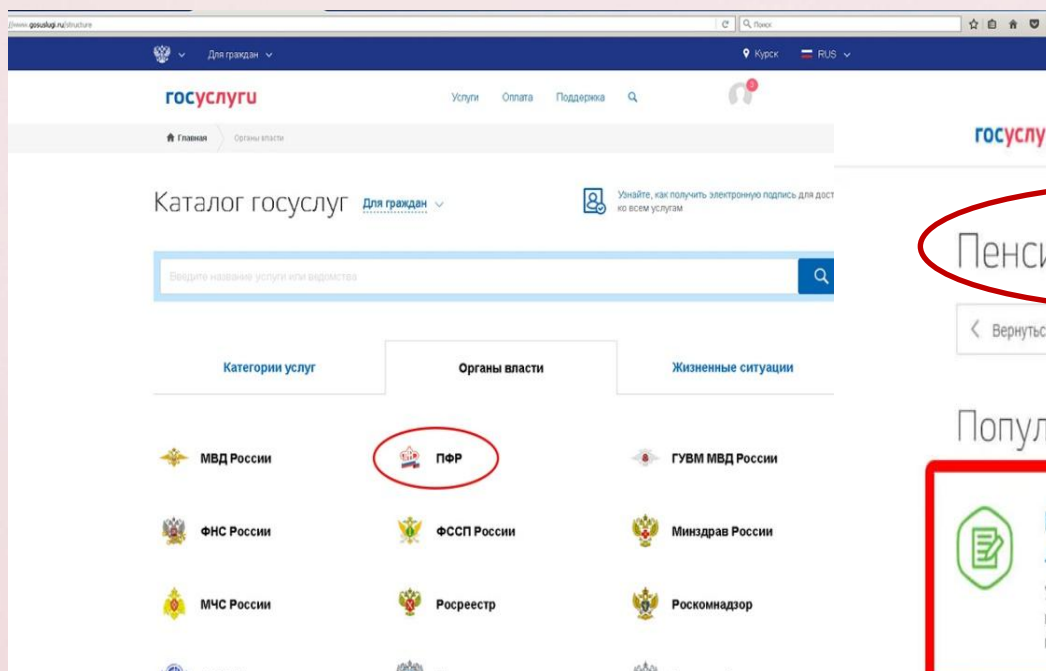 //www.gosuslugi.ru/structure
Поиск
Для граждан
Курск
RUS
госуслуги
Услуги Оплата Поддержка
Главная
Органы власти
Каталог госуслуг Для граждан
Узнайте, как получить электронную подпись для дост
ко всем услугам
Введите название услуги или ведомства
Категории услуг
Органы власти
Жизненные ситуации
МВД России
ПФР
ГУВМ МВД России
ФНС России
ФССП России
Минздрав России
МЧС России
Росреестр
Роскомнадзор
госуслу
Пенси
Вернутьс
Попул